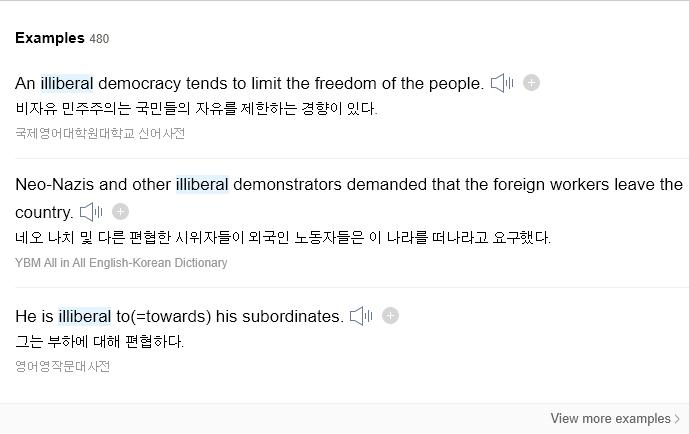 Examples 480
An illiberal democracy tends to limit the freedom of the people.
비자유 민주주의는 국민들의 자유를 제한하는 경향이 있다.
국제영어대학원대학교 신어사전
Neo-Nazis and other illiberal demonstrators demanded that the foreign workers leave the
country.
네오 나치 및 다른 편협한 시위자들이 외국인 노동자들은 이 나라를 떠나라고 요구했다.
YBM All in All English-Korean Dictionary
He is illiberal to(=towards) his subordinates.
그는 부하에 대해 편협하다.
영어영작문대사전
View more examples